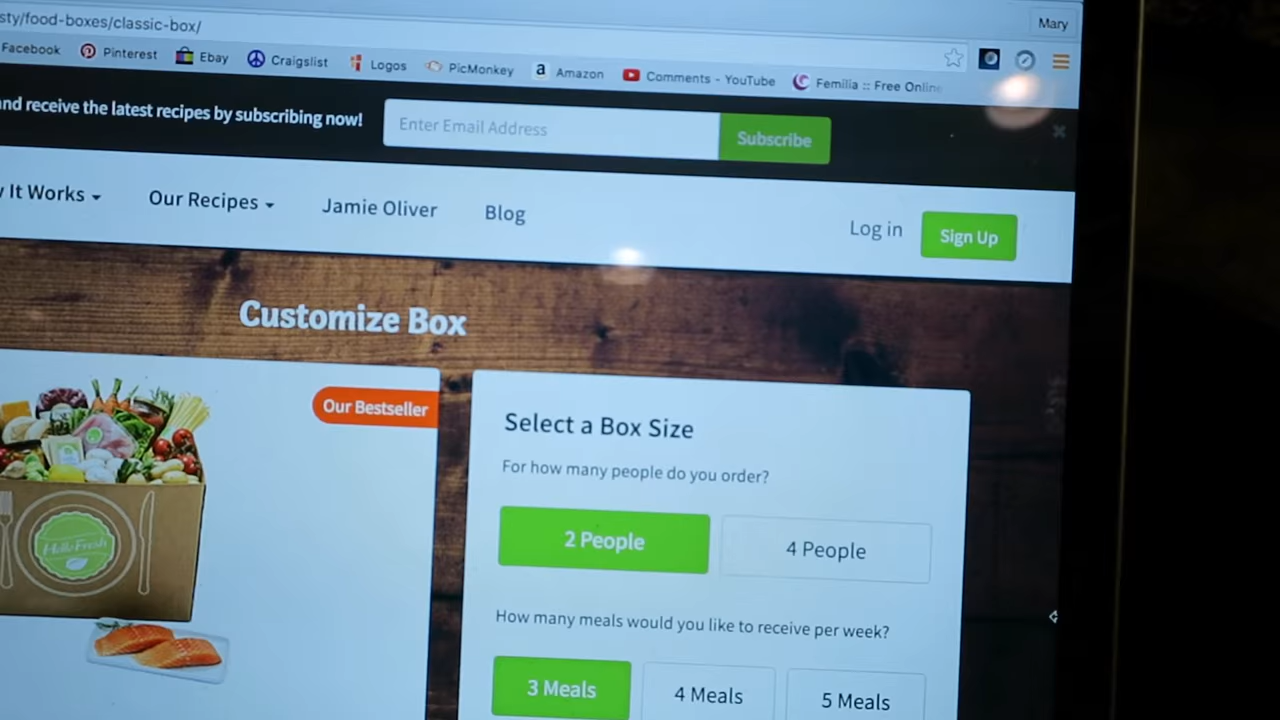 sty/food-boxes/classic-box/
Mary
Facebook Pinterest Ebay Craigslist Logos PicMonkey Amazon Comments - YouTube Femilia :: Free Online
and receive the latest recipes by subscribing now! Enter Email Address Subscribe
It Works Our Recipes Jamie Oliver Blog Log in Sign Up
Customize Box
Our Bestseller
HelloFresh
Select a Box Size
For how many people do you order?
2 People 4 People
How many meals would you like to receive per week?
3 Meals 4 Meals 5 Meals